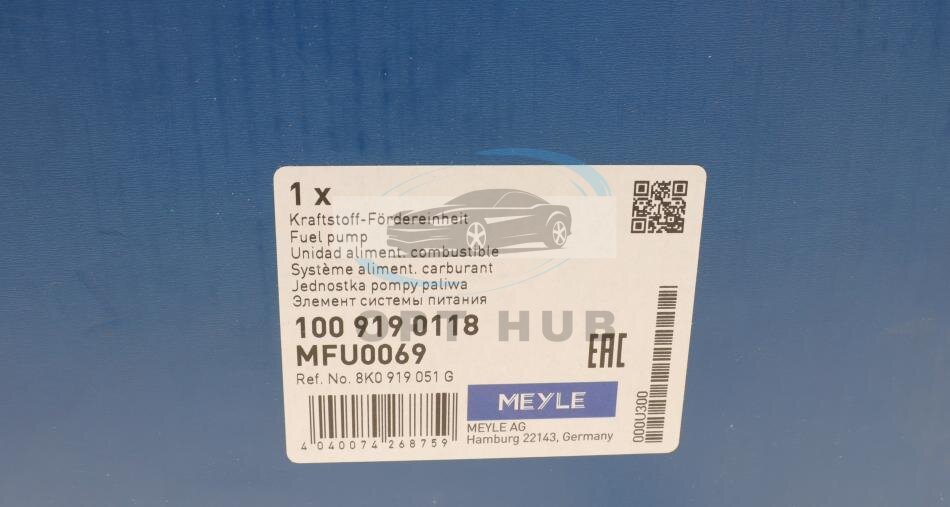 1 x
Kraftstoff-Fördereinheit
Fuel pump
Unidad aliment. combustible
Système aliment. carburant
Jednostka pompy paliwa
Элемент системы питания
OPT HUB
100 919 0118
MFU0069
Ref. No. 8K0 919 051 G
EAC
MEYLE
MEYLE AG
Hamburg 22143, Germany
4 040074 268759
000U300